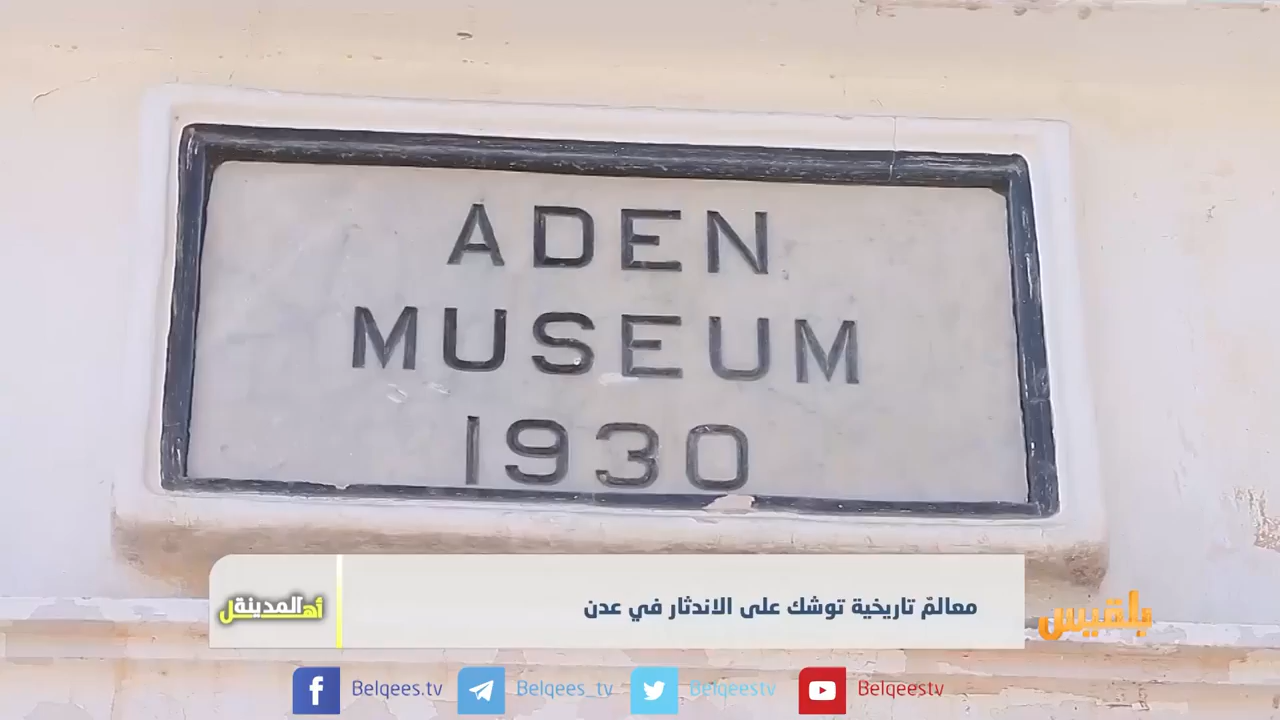 ADEN
MUSEUM
1930
معالمّ تاريخية توشك على الاندثار في عدن
أهل المدينة
بلقيس
Belqees.tv
Belqees_tv
Belqeestv
Belqeestv